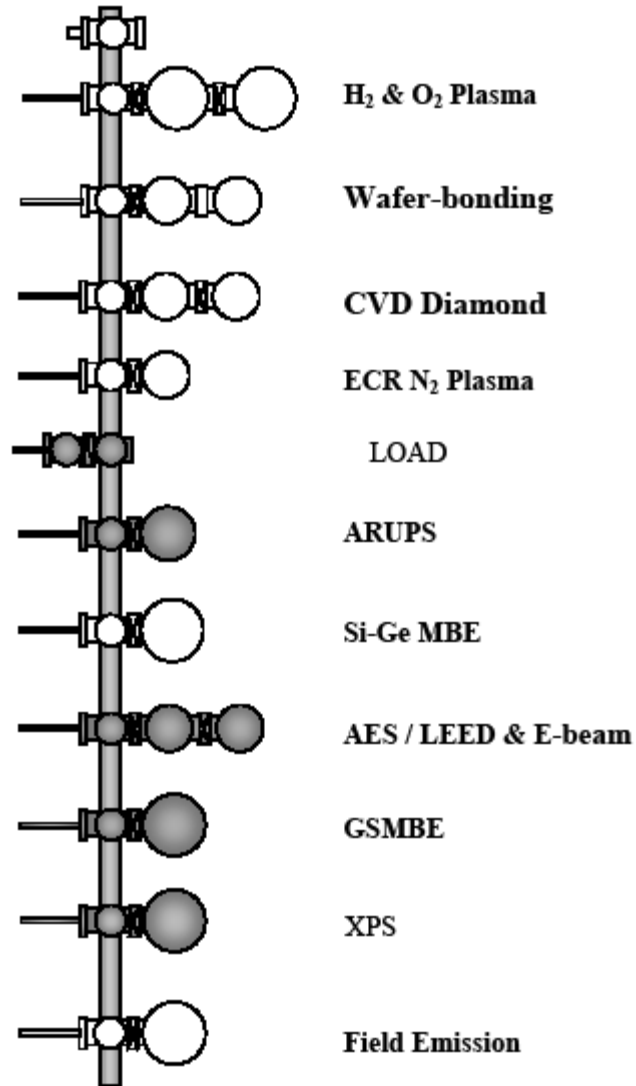 H₂ & O₂ Plasma
Wafer-bonding
CVD Diamond
ECR N₂ Plasma
LOAD
ARUPS
Si-Ge MBE
AES / LEED & E-beam
GSMBE
XPS
Field Emission